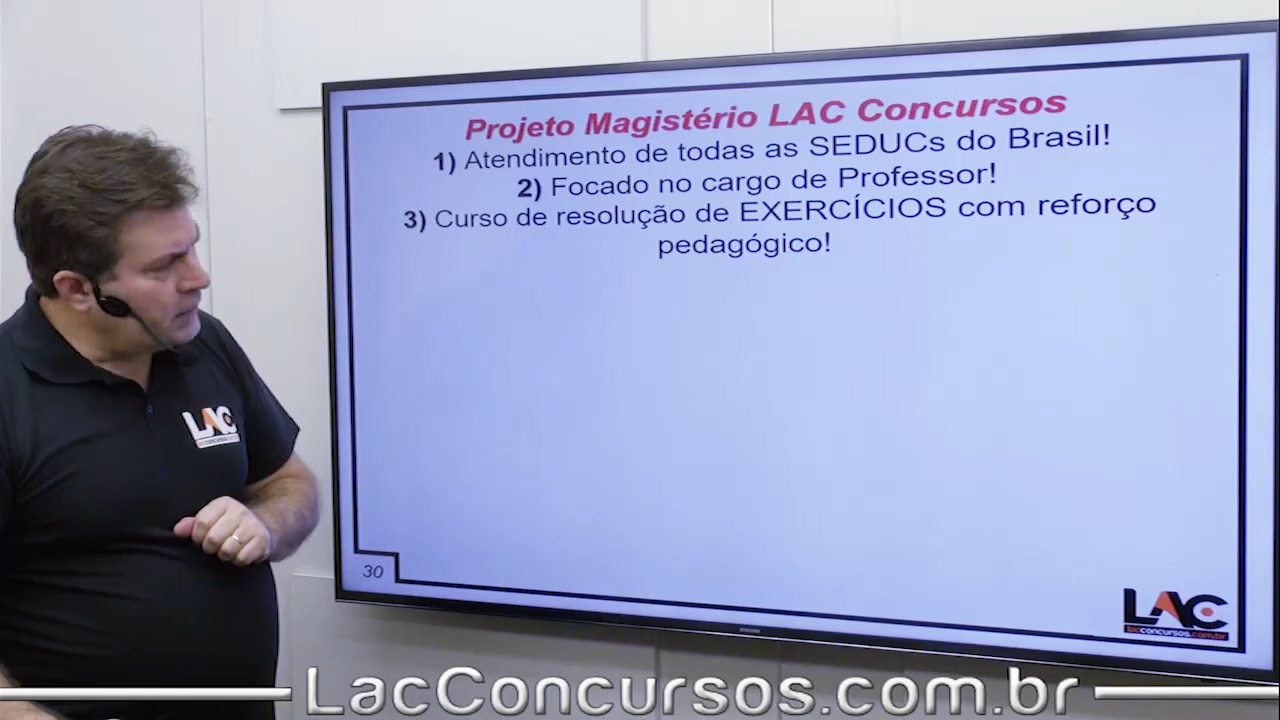 Projeto Magistério LAC Concursos
1) Atendimento de todas as SEDUCs do Brasil!
2) Focado no cargo de Professor!
3) Curso de resolução de EXERCÍCIOS com reforço
pedagógico!
LAC
30
LAC
lacconcursos.com.br
LacConcursos.com.br